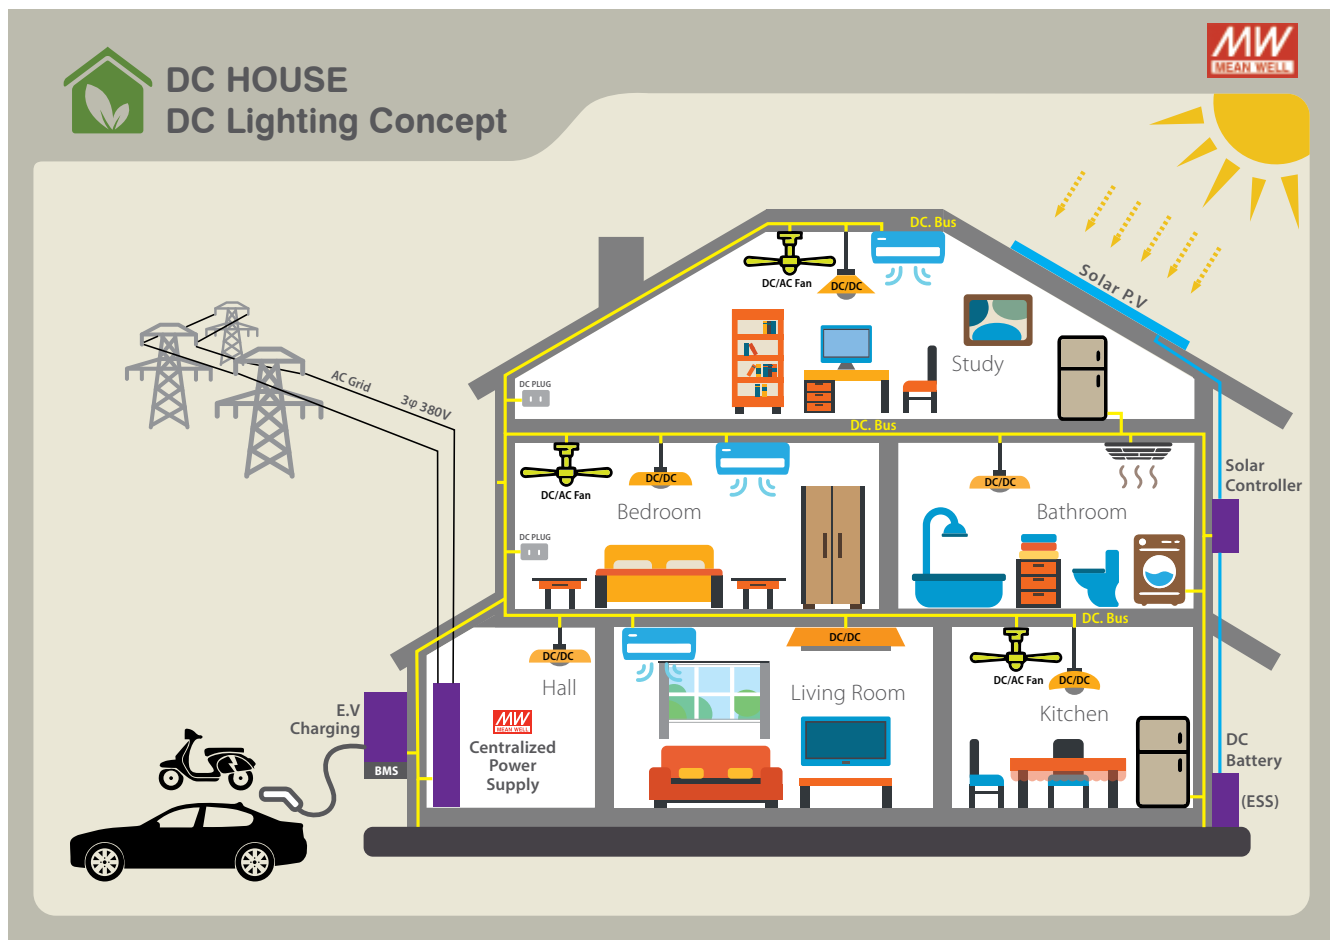 DC HOUSE
DC Lighting Concept
MW
MEAN WELL
DC. Bus
DC/AC Fan
DC/DC
Solar P.V
Study
AC Grid
3φ 380V
DC PLUG
DC. Bus
DC/AC Fan
DC/DC
Bedroom
DC PLUG
DC/DC
Bathroom
Solar
Controller
DC. Bus
DC/DC
Hall
DC/DC
Living Room
DC/AC Fan
DC/DC
Kitchen
E.V
Charging
BMS
MW
MEAN WELL
Centralized
Power
Supply
DC
Battery
(ESS)